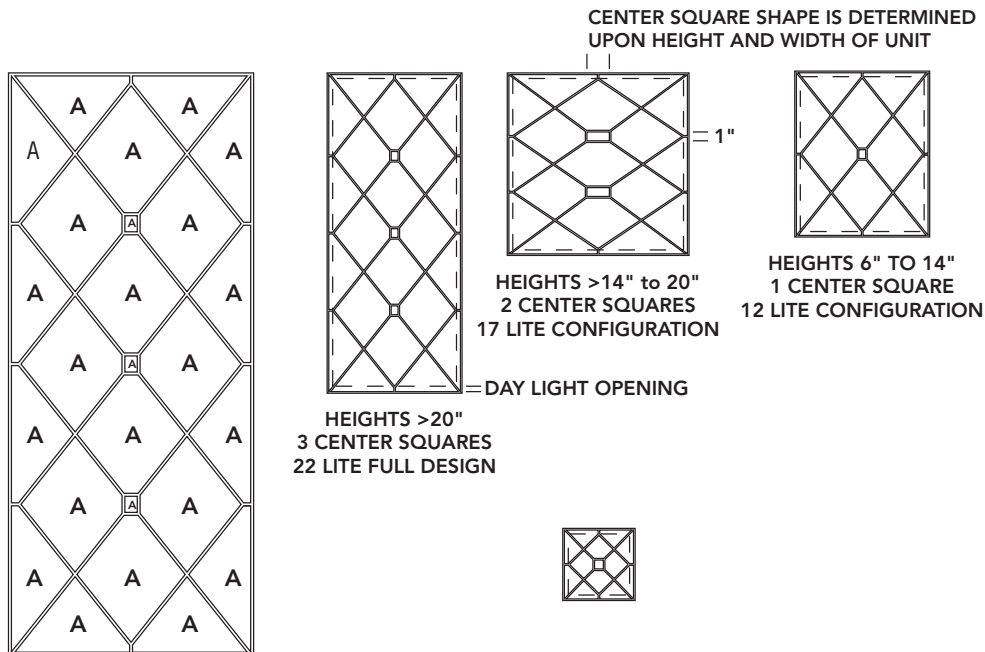 CENTER SQUARE SHAPE IS DETERMINED
UPON HEIGHT AND WIDTH OF UNIT
A A
A A A
A A A
A A A
A A A
A A A
A A A
A A A
A A A
A A
1"
HEIGHTS >20"
3 CENTER SQUARES
22 LITE FULL DESIGN
DAY LIGHT OPENING
HEIGHTS >14" to 20"
2 CENTER SQUARES
17 LITE CONFIGURATION
HEIGHTS 6" TO 14"
1 CENTER SQUARE
12 LITE CONFIGURATION